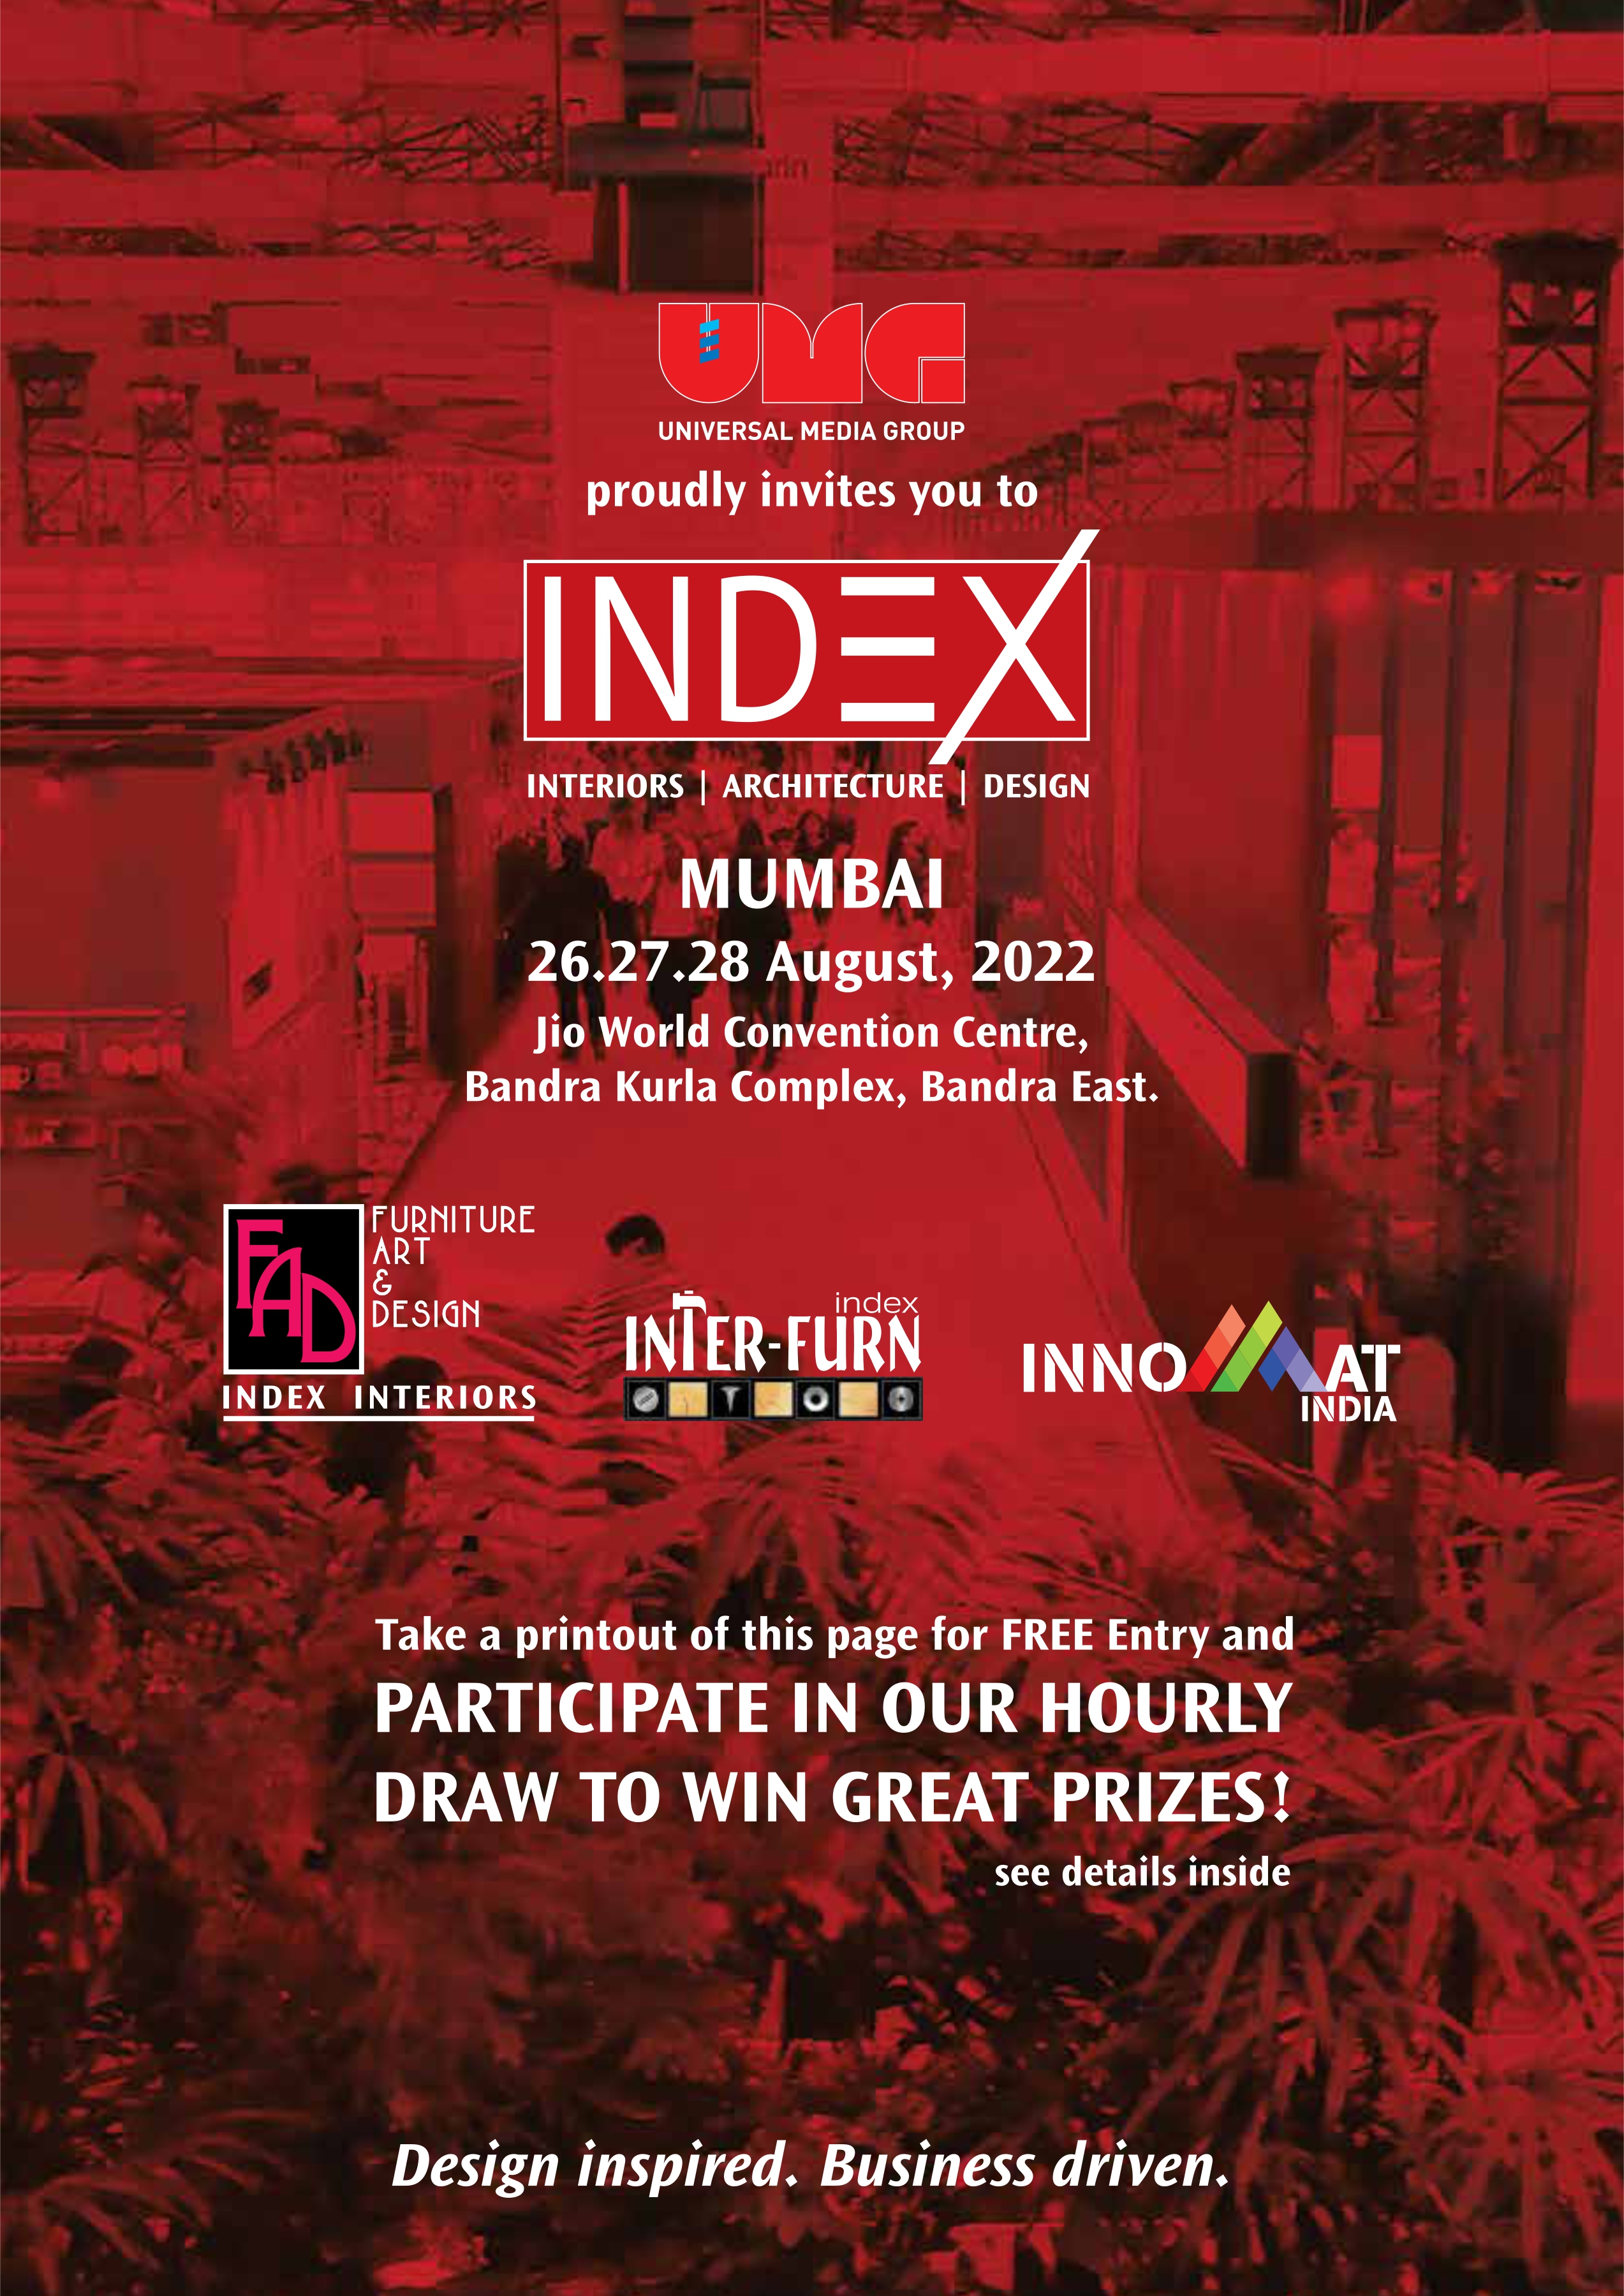 UMG
UNIVERSAL MEDIA GROUP
proudly invites you to
INDEX
INTERIORS | ARCHITECTURE | DESIGN
MUMBAI
26.27.28 August, 2022
Jio World Convention Centre,
Bandra Kurla Complex, Bandra East.
FAD
FURNITURE
ART
&
DESIGN
INDEX INTERIORS
index
INTER-FURN
INNOMAT
INDIA
Take a printout of this page for FREE Entry and
PARTICIPATE IN OUR HOURLY
DRAW TO WIN GREAT PRIZES!
see details inside
Design inspired. Business driven.